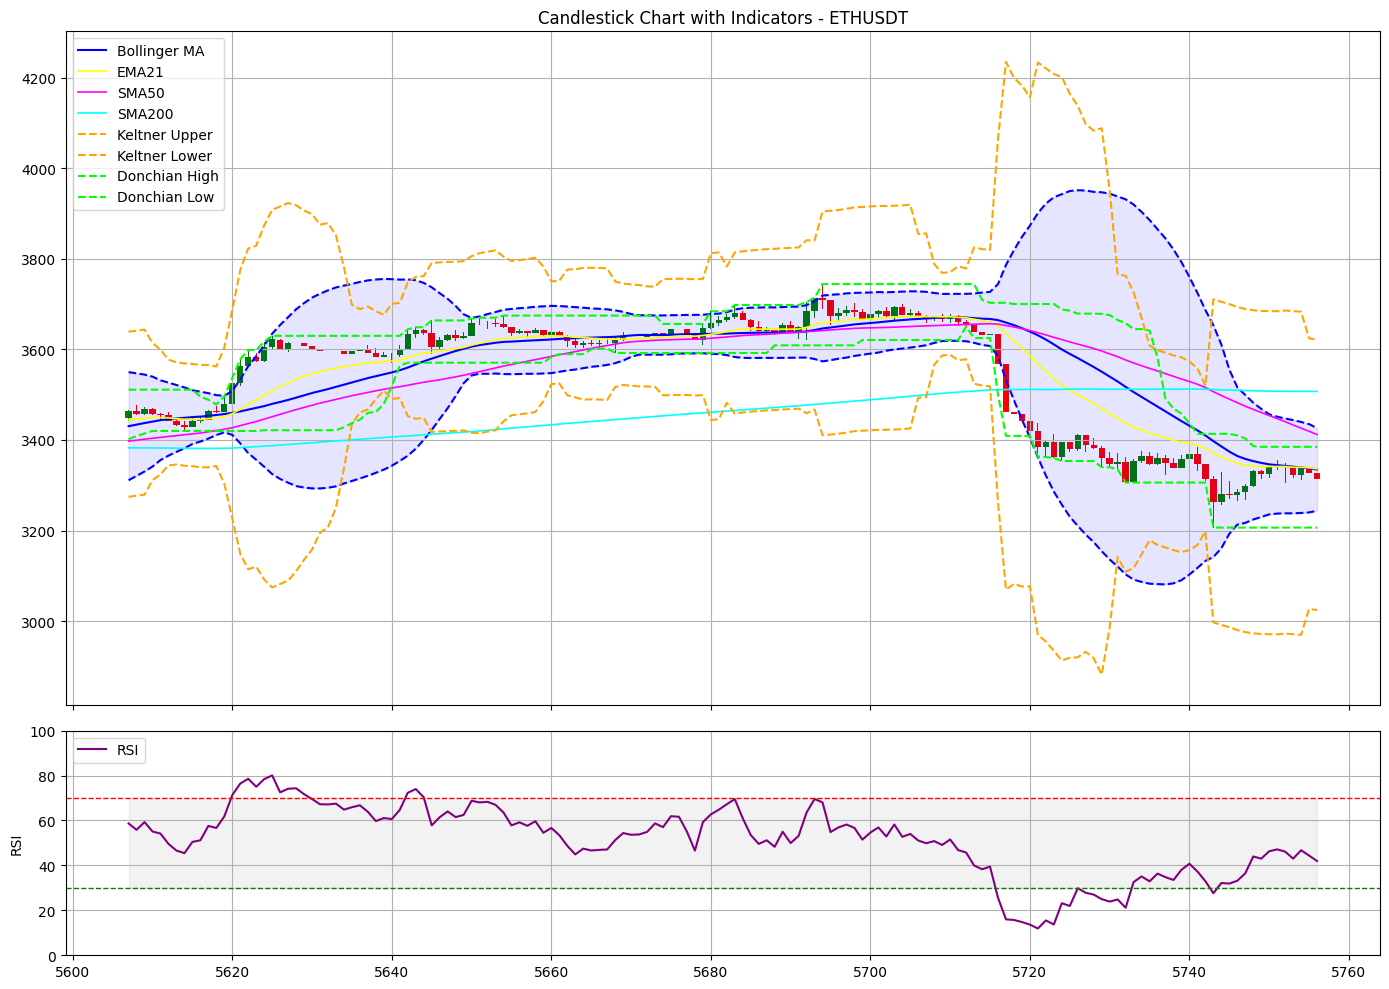 Candlestick Chart with Indicators - ETHUSDT
Bollinger MA
EMA21
SMA50
SMA200
Keltner Upper
Keltner Lower
Donchian High
Donchian Low
4200
4000
3800
3600
3400
3200
3000
RSI
100
80
60
40
20
0
RSI
5600
5620
5640
5660
5680
5700
5720
5740
5760